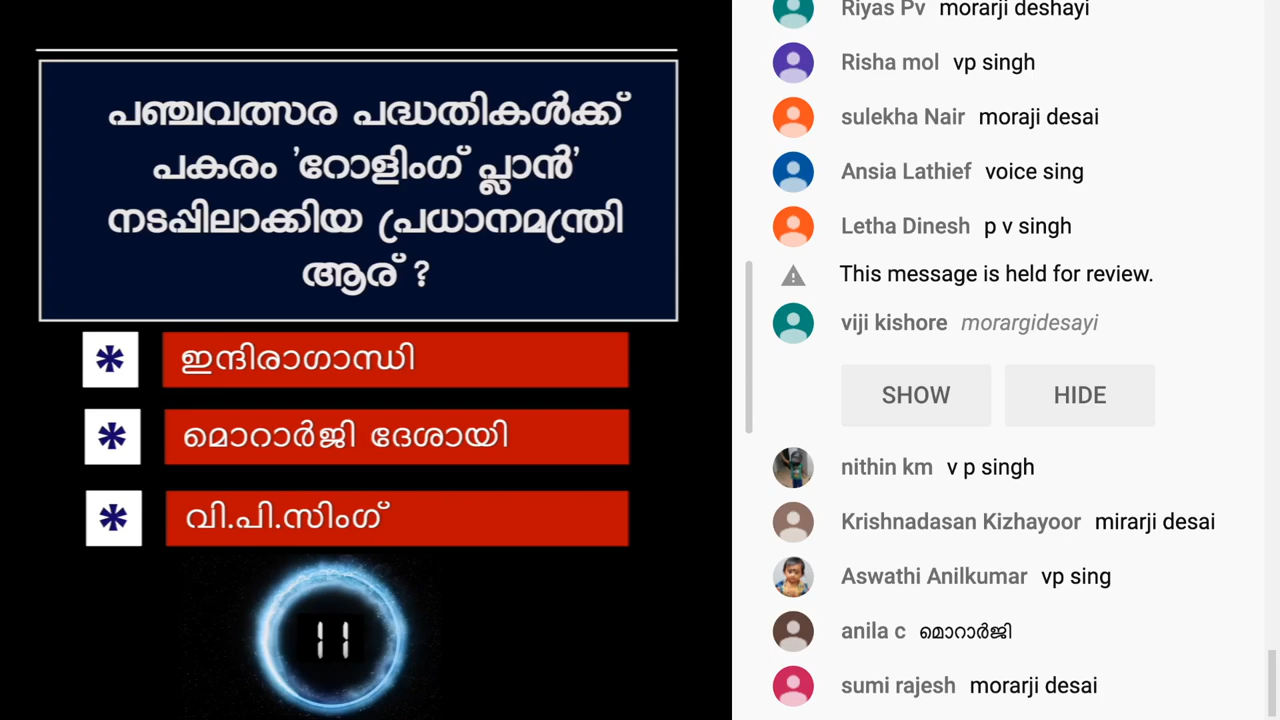 പഞ്ചവത്സര പദ്ധതികൾക്ക്
പകരം 'റോളിംഗ് പ്ലാൻ'
നടപ്പിലാക്കിയ പ്രധാനമന്ത്രി
ആര് ?
* ഇന്ദിരാഗാന്ധി
* മൊറാർജി ദേശായി
* വി.പി.സിംഗ്
11
Riyas Pv morarji deshayi
Risha mol vp singh
sulekha Nair moraji desai
Ansia Lathief voice sing
Letha Dinesh p v singh
This message is held for review.
viji kishore morargidesayi
SHOW HIDE
nithin km v p singh
Krishnadasan Kizhayoor mirarji desai
Aswathi Anilkumar vp sing
anila c മൊറാർജി
sumi rajesh morarji desai